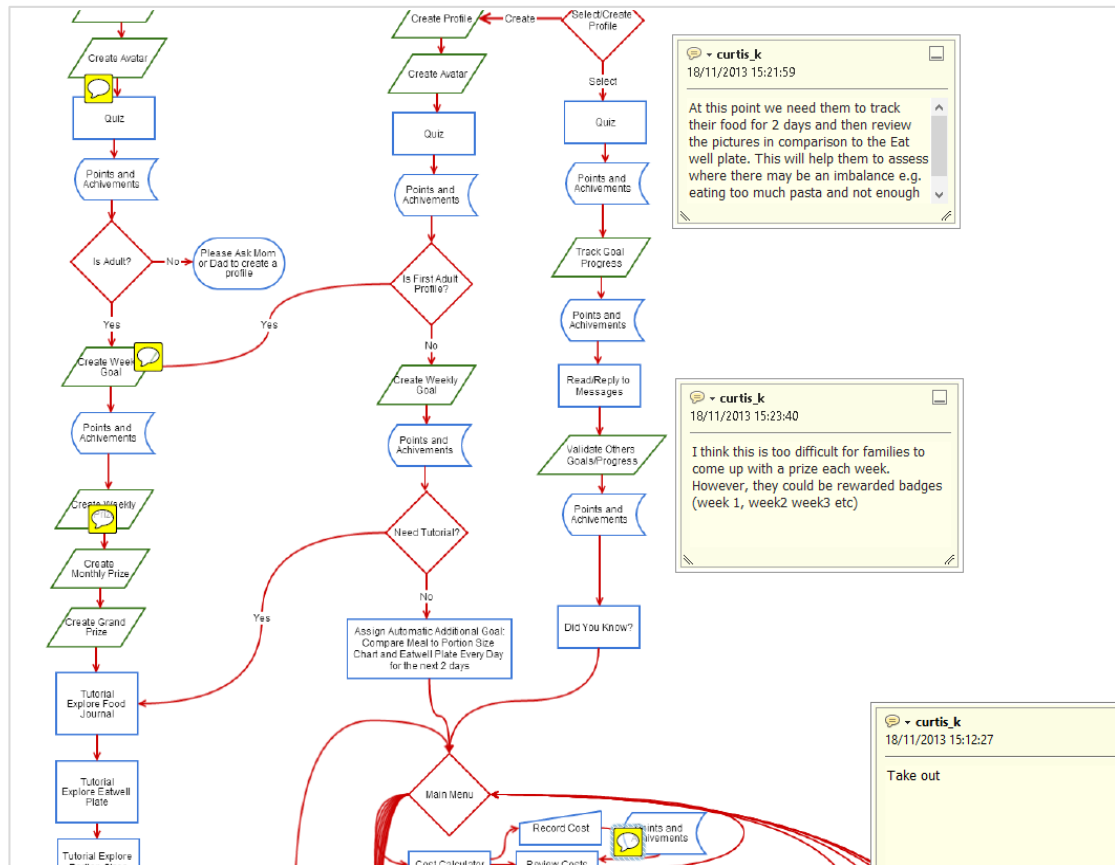 Create Avatar
Quiz
Points and
Achivements
Is Adult?
No
Please Ask Mom
or Dad to create a
profile
Yes
Create Week
Goal
Points and
Achivements
Create Weekly
Create
Monthly Prize
Create Grand
Prize
Tutorial
Explore Food
Journal
Tutorial
Explore Eatwell
Plate
Tutorial Explore
Create Profile
Create
Select/Create
Profile
Create Avatar
Quiz
Points and
Achivements
Is First Adult
Profile?
Yes
No
Create Weekly
Goal
Points and
Achivements
Need Tutorial?
Yes
No
Assign Automatic Additional Goal:
Compare Meal to Portion Size
Chart and Eatwell Plate Every Day
for the next 2 days
Main Menu
Record Cost
Points and
Achivements
Cost Calculator
Review Costs
Select
Quiz
Points and
Achivements
Track Goal
Progress
Points and
Achivements
Read/Reply to
Messages
Validate Others
Goals/Progress
Points and
Achivements
Did You Know?
curtis_k
18/11/2013 15:21:59
At this point we need them to track
their food for 2 days and then review
the pictures in comparison to the Eat
well plate. This will help them to assess
where there may be an imbalance e.g.
eating too much pasta and not enough
curtis_k
18/11/2013 15:23:40
I think this is too difficult for families to
come up with a prize each week.
However, they could be rewarded badges
(week 1, week2 week3 etc)
curtis_k
18/11/2013 15:12:27
Take out